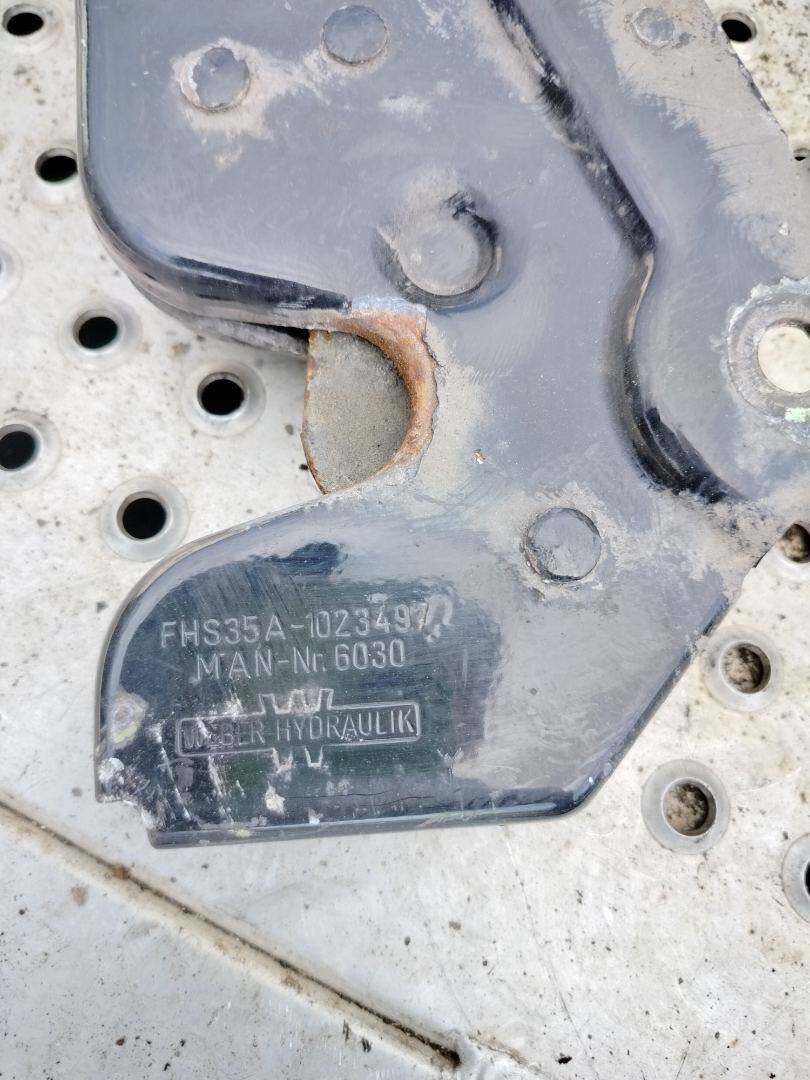 FHS35A-1023497
MAN-Nr. 6030
WEBER-HYDRAULIK